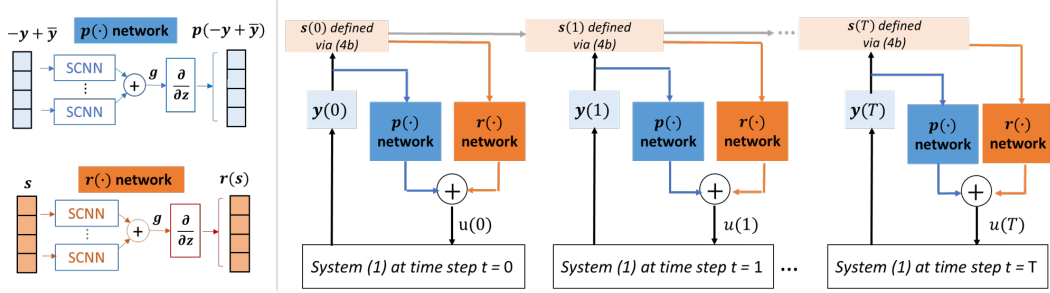 −y + ȳ
p(·) network
p(−y + ȳ)
SCNN
⋮
SCNN
+
g
∂
∂z
s
r(·) network
r(s)
SCNN
⋮
SCNN
+
g
∂
∂z
s(0) defined
via (4b)
y(0)
p(·)
network
r(·)
network
+
u(0)
System (1) at time step t = 0
s(1) defined
via (4b)
y(1)
p(·)
network
r(·)
network
+
u(1)
System (1) at time step t = 1
...
...
s(T) defined
via (4b)
y(T)
p(·)
network
r(·)
network
+
u(T)
System (1) at time step t = T